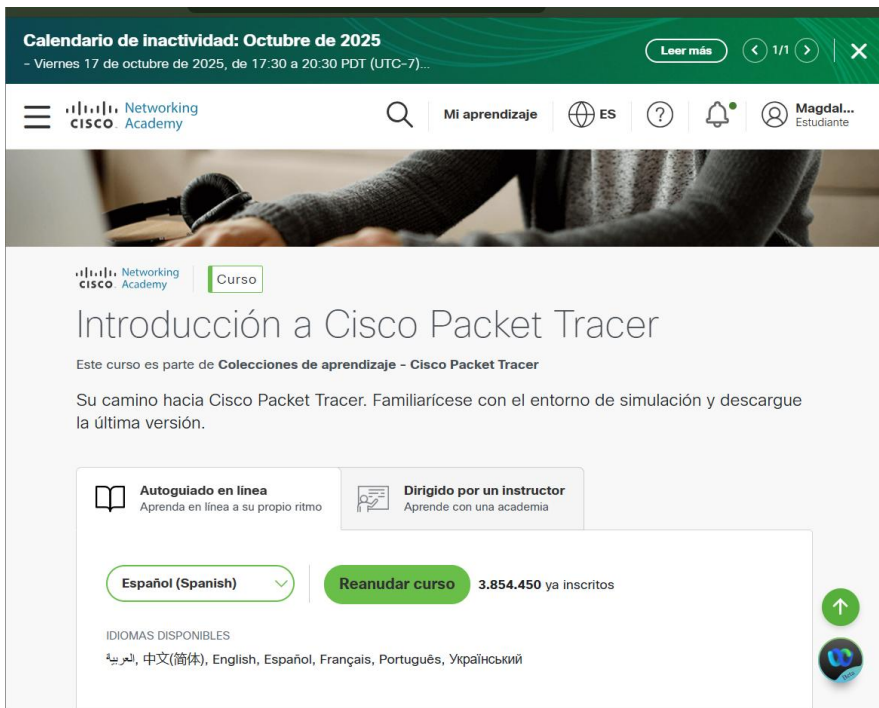 Calendario de inactividad: Octubre de 2025
- Viernes 17 de octubre de 2025, de 17:30 a 20:30 PDT (UTC-7)...
Leer más
1/1
CISCO Networking Academy
Mi aprendizaje
ES
Magdal...
Estudiante
CISCO Networking Academy
Curso
Introducción a Cisco Packet Tracer
Este curso es parte de Colecciones de aprendizaje - Cisco Packet Tracer
Su camino hacia Cisco Packet Tracer. Familiarícese con el entorno de simulación y descargue
la última versión.
Autoguiado en línea
Aprenda en línea a su propio ritmo
Dirigido por un instructor
Aprende con una academia
Español (Spanish)
Reanudar curso
3.854.450 ya inscritos
IDIOMAS DISPONIBLES
العربية, 中文(简体), English, Español, Français, Português, Український
Beta